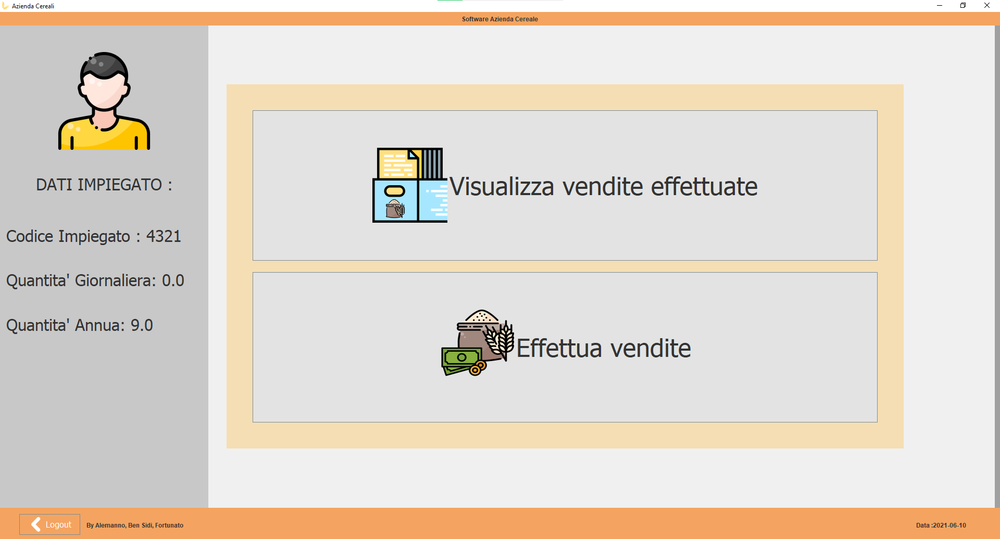 Azienda Cereali
Software Azienda Cereale
DATI IMPIEGATO :
Codice Impiegato : 4321
Quantita' Giornaliera: 0.0
Quantita' Annua: 9.0
Visualizza vendite effettuate
Effettua vendite
Logout
By Alemanno, Ben Sidi, Fortunato
Data :2021-06-10